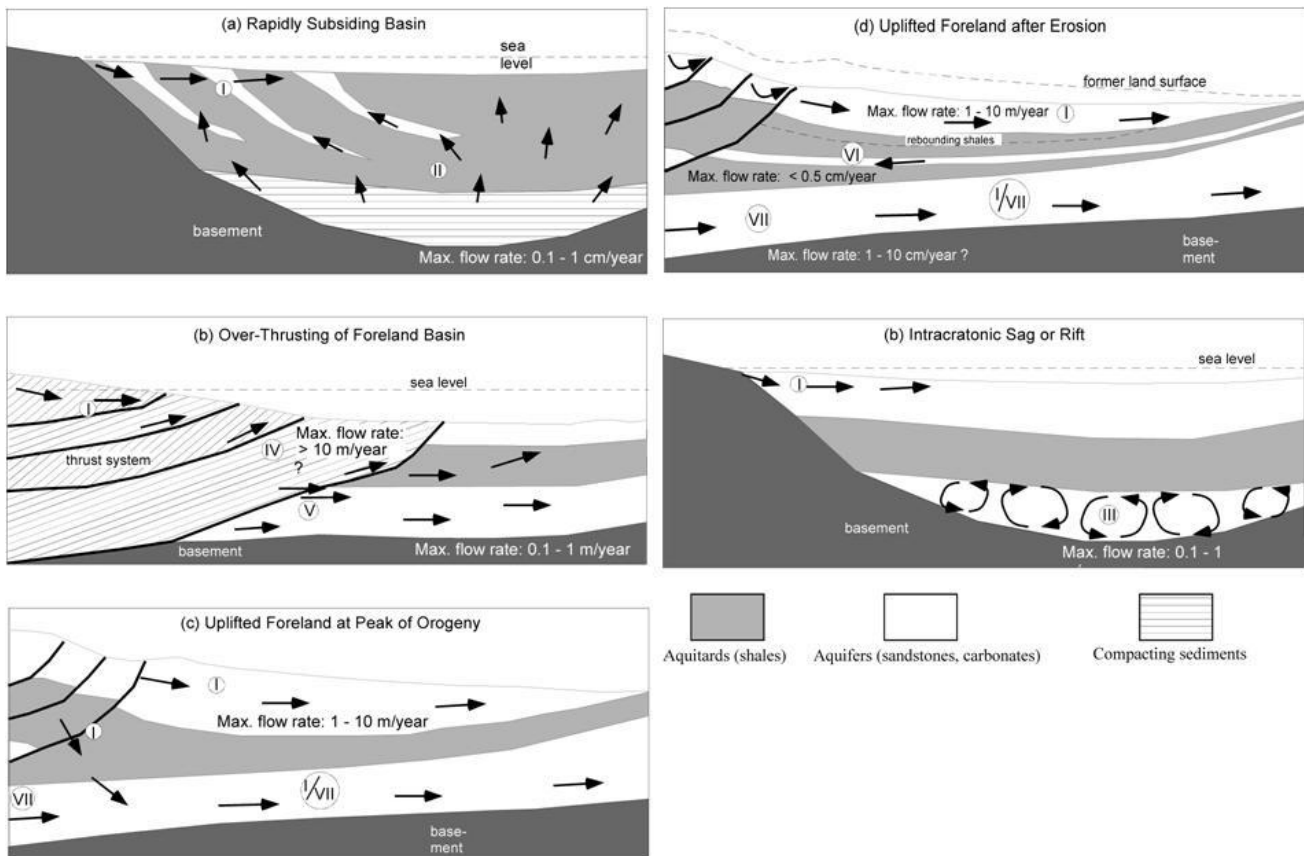 (a) Rapidly Subsiding Basin
sea
level
I
II
basement
Max. flow rate: 0.1 - 1 cm/year
(d) Uplifted Foreland after Erosion
former land surface
Max. flow rate: 1 - 10 m/year
I
rebounding shales
VI
Max. flow rate: < 0.5 cm/year
I/VII
VII
Max. flow rate: 1 - 10 cm/year ?
base-
ment
(b) Over-Thrusting of Foreland Basin
sea level
I
Max. flow rate:
IV
> 10 m/year
?
thrust system
V
basement
Max. flow rate: 0.1 - 1 m/year
(b) Intracratonic Sag or Rift
sea level
I
III
basement
Max. flow rate: 0.1 - 1
(c) Uplifted Foreland at Peak of Orogeny
I
Max. flow rate: 1 - 10 m/year
I
I/VII
VII
base-
ment
Aquitards (shales)
Aquifers (sandstones, carbonates)
Compacting sediments